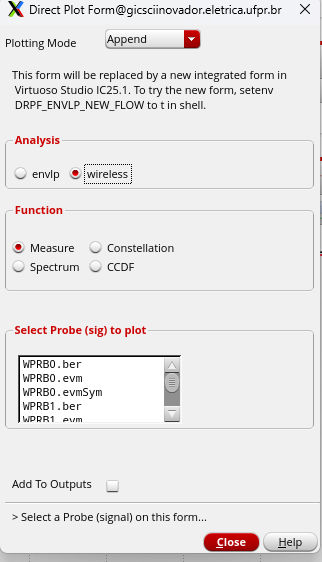 Direct Plot Form@gicsciinovador.eletrica.ufpr.br
Plotting Mode Append
This form will be replaced by a new integrated form in
Virtuoso Studio IC25.1. To try the new form, setenv
DRPF_ENVLP_NEW_FLOW to t in shell.
Analysis
envlp wireless
Function
Measure Constellation
Spectrum CCDF
Select Probe (sig) to plot
WPRB0.ber
WPRB0.evm
WPRB0.evmSym
WPRB1.ber
WPRB1.evm
Add To Outputs
> Select a Probe (signal) on this form...
Close Help